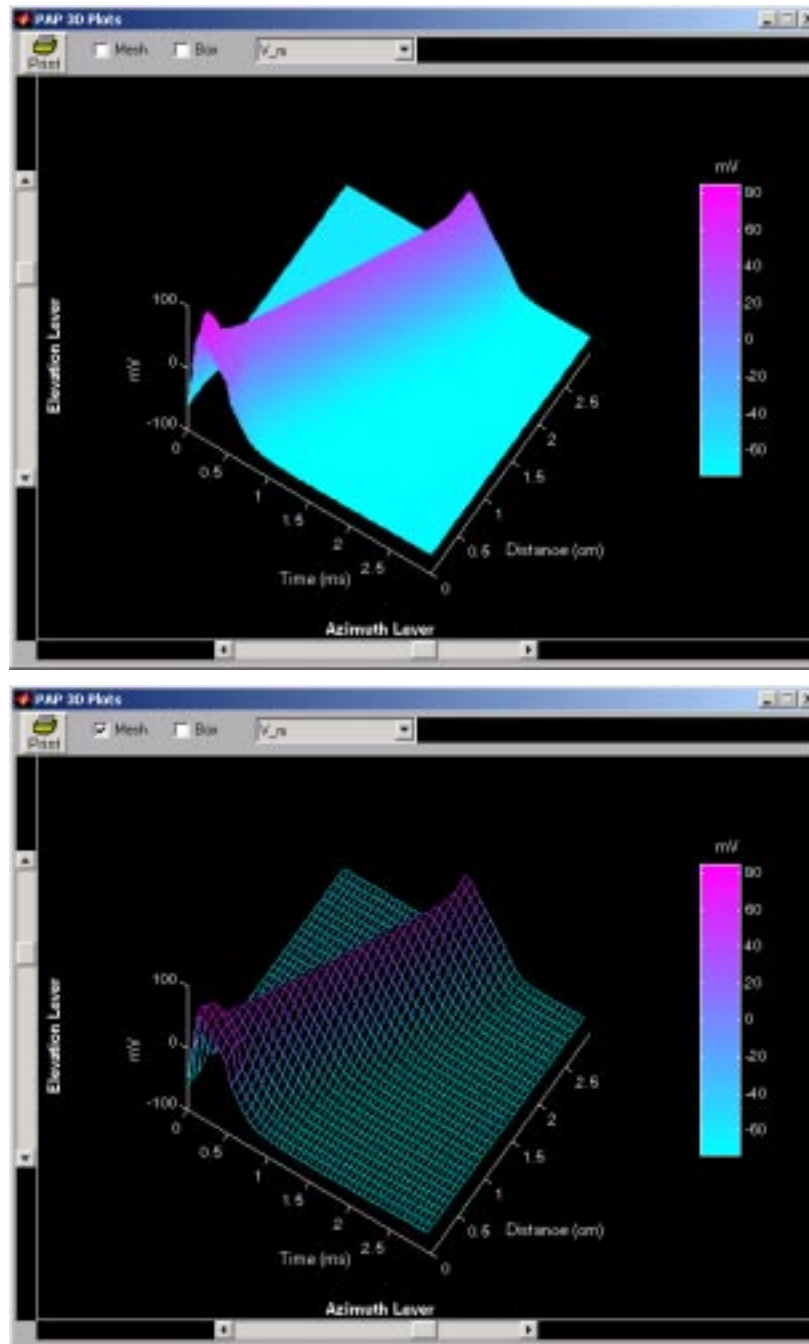 PAP 3D Plots
Print Mesh Box V_m
mV
80
60
40
20
0
-20
-40
-60
100
0
-100
mV
Elevation Lever
0
0.5
1
1.5
2
2.5
Time (ms)
0
0.5
1
1.5
2
2.5
Distance (cm)
Azimuth Lever
PAP 3D Plots
Print Mesh Box V_m
mV
80
60
40
20
0
-20
-40
-60
100
0
-100
mV
Elevation Lever
0
0.5
1
1.5
2
2.5
Time (ms)
0
0.5
1
1.5
2
2.5
Distance (cm)
Azimuth Lever